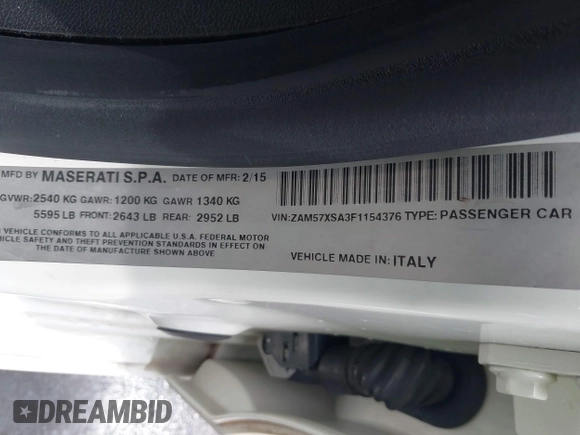 MFD BY MASERATI S.P.A. DATE OF MFR: 2/15
GVWR: 2540 KG GAWR: 1200 KG GAWR 1340 KG
5595 LB FRONT: 2643 LB REAR: 2952 LB
VEHICLE CONFORMS TO ALL APPLICABLE U.S.A. FEDERAL MOTOR
VEHICLE SAFETY AND THEFT PREVENTION STANDARDS IN EFFECT ON
THE DATE OF MANUFACTURE SHOWN ABOVE
VIN: ZAM57XSA3F1154376 TYPE: PASSENGER CAR
VEHICLE MADE IN: ITALY
DREAMBID